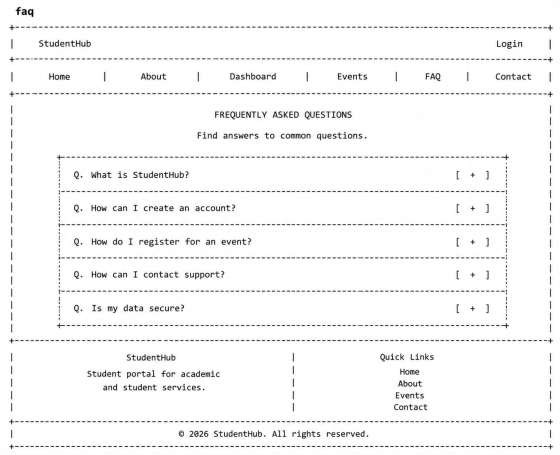 faq
StudentHub Login
Home | About | Dashboard | Events | FAQ | Contact
FREQUENTLY ASKED QUESTIONS
Find answers to common questions.
Q. What is StudentHub? [ + ]
Q. How can I create an account? [ + ]
Q. How do I register for an event? [ + ]
Q. How can I contact support? [ + ]
Q. Is my data secure? [ + ]
StudentHub
Student portal for academic
and student services.
Quick Links
Home
About
Events
Contact
© 2026 StudentHub. All rights reserved.